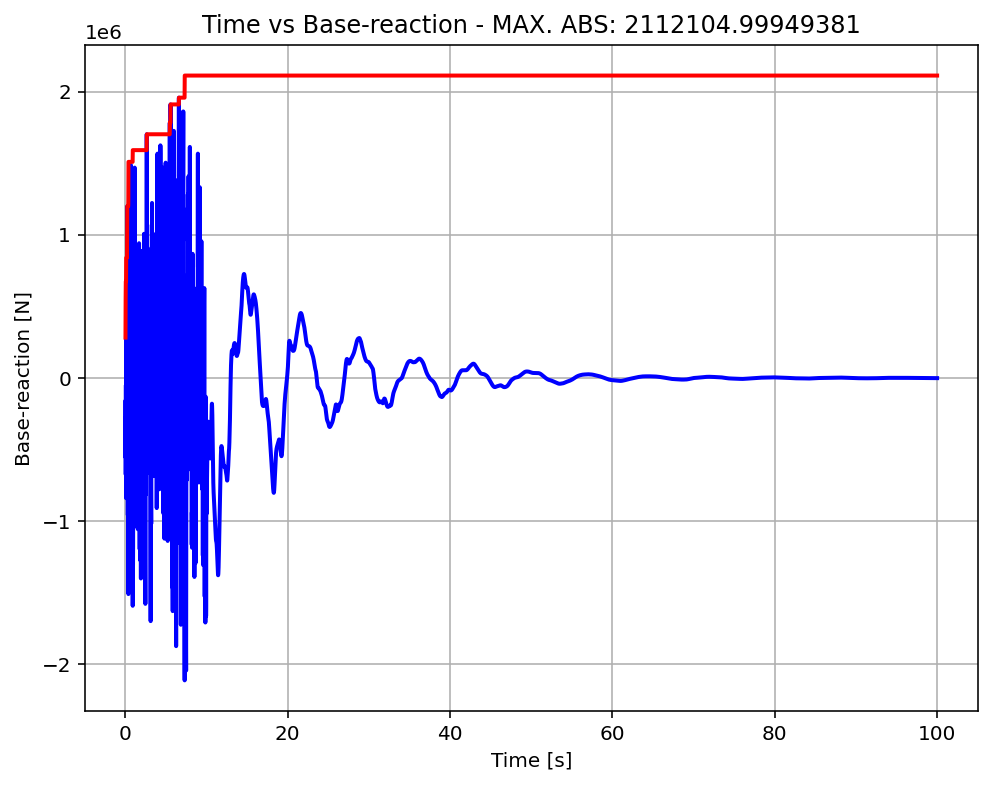 Time vs Base-reaction - MAX. ABS: 2112104.99949381
1e6
2
1
0
−1
−2
Base-reaction [N]
0 20 40 60 80 100
Time [s]